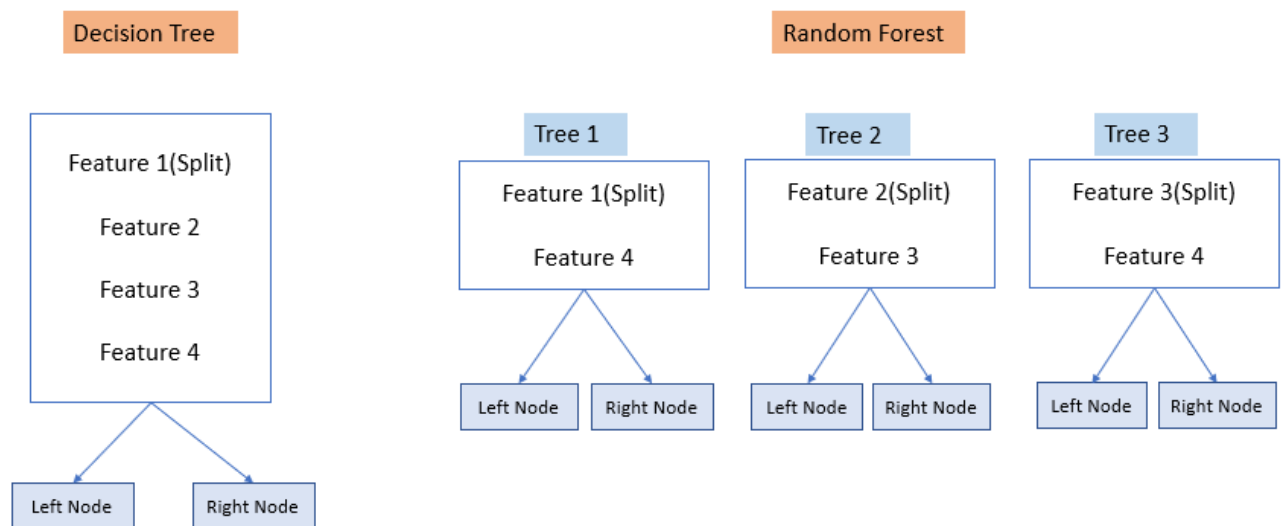 Decision Tree
Feature 1(Split)
Feature 2
Feature 3
Feature 4
Left Node
Right Node
Random Forest
Tree 1
Feature 1(Split)
Feature 4
Left Node
Right Node
Tree 2
Feature 2(Split)
Feature 3
Left Node
Right Node
Tree 3
Feature 3(Split)
Feature 4
Left Node
Right Node